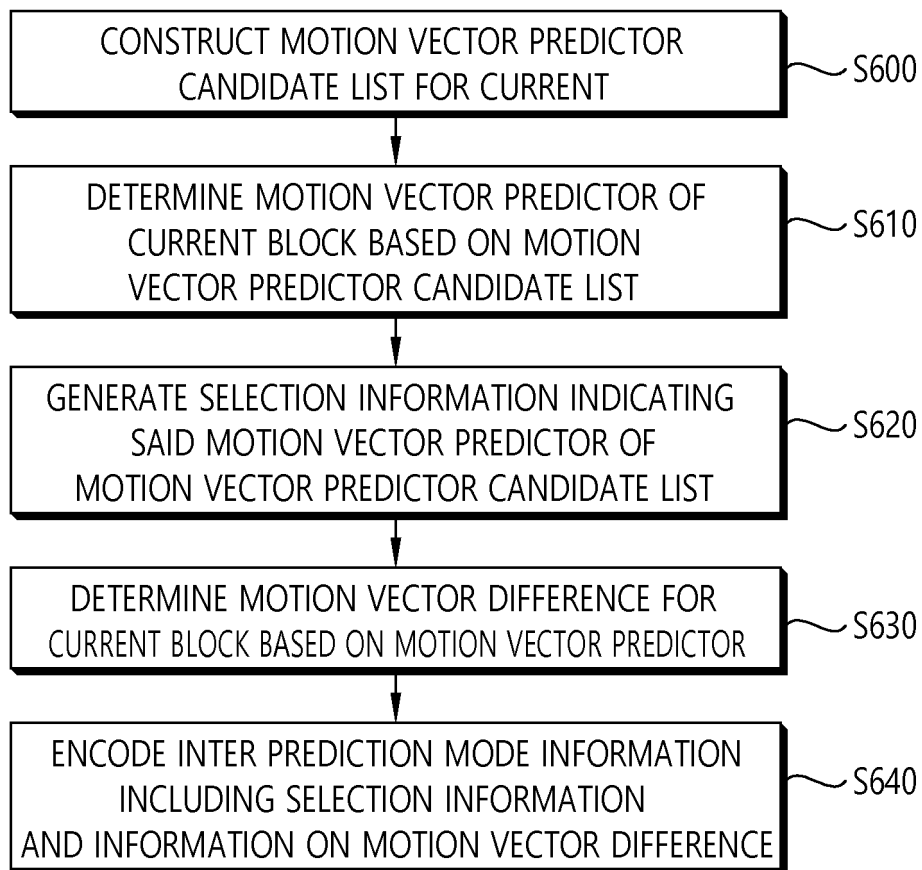 CONSTRUCT MOTION VECTOR PREDICTOR
CANDIDATE LIST FOR CURRENT
S600
DETERMINE MOTION VECTOR PREDICTOR OF
CURRENT BLOCK BASED ON MOTION
VECTOR PREDICTOR CANDIDATE LIST
S610
GENERATE SELECTION INFORMATION INDICATING
SAID MOTION VECTOR PREDICTOR OF
MOTION VECTOR PREDICTOR CANDIDATE LIST
S620
DETERMINE MOTION VECTOR DIFFERENCE FOR
CURRENT BLOCK BASED ON MOTION VECTOR PREDICTOR
S630
ENCODE INTER PREDICTION MODE INFORMATION
INCLUDING SELECTION INFORMATION
AND INFORMATION ON MOTION VECTOR DIFFERENCE
S640